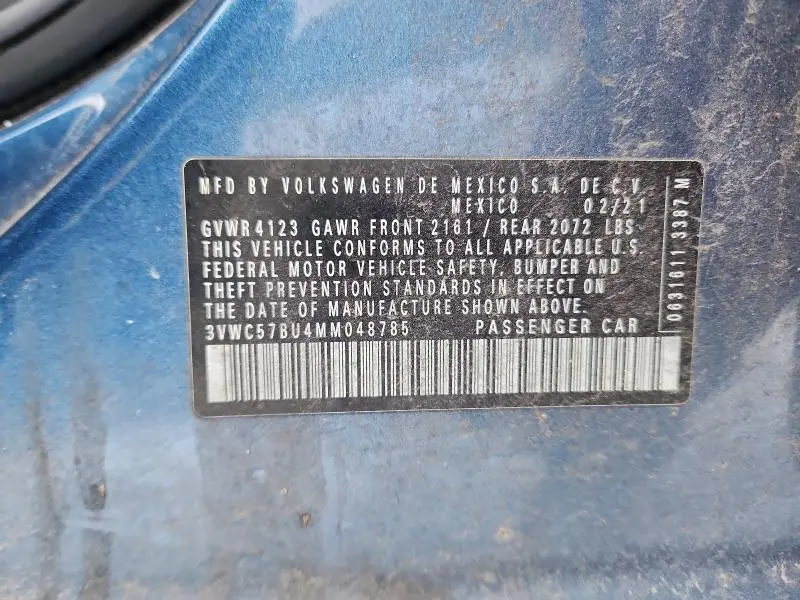 MFD BY VOLKSWAGEN DE MEXICO S.A. DE C.V.
MEXICO 02/21
GVWR 4123 GAWR FRONT 2161 / REAR 2072 LBS
THIS VEHICLE CONFORMS TO ALL APPLICABLE U.S.
FEDERAL MOTOR VEHICLE SAFETY, BUMPER AND
THEFT PREVENTION STANDARDS IN EFFECT ON
THE DATE OF MANUFACTURE SHOWN ABOVE.
3VWC57BU4MM048785 PASSENGER CAR
0631611 3387 M